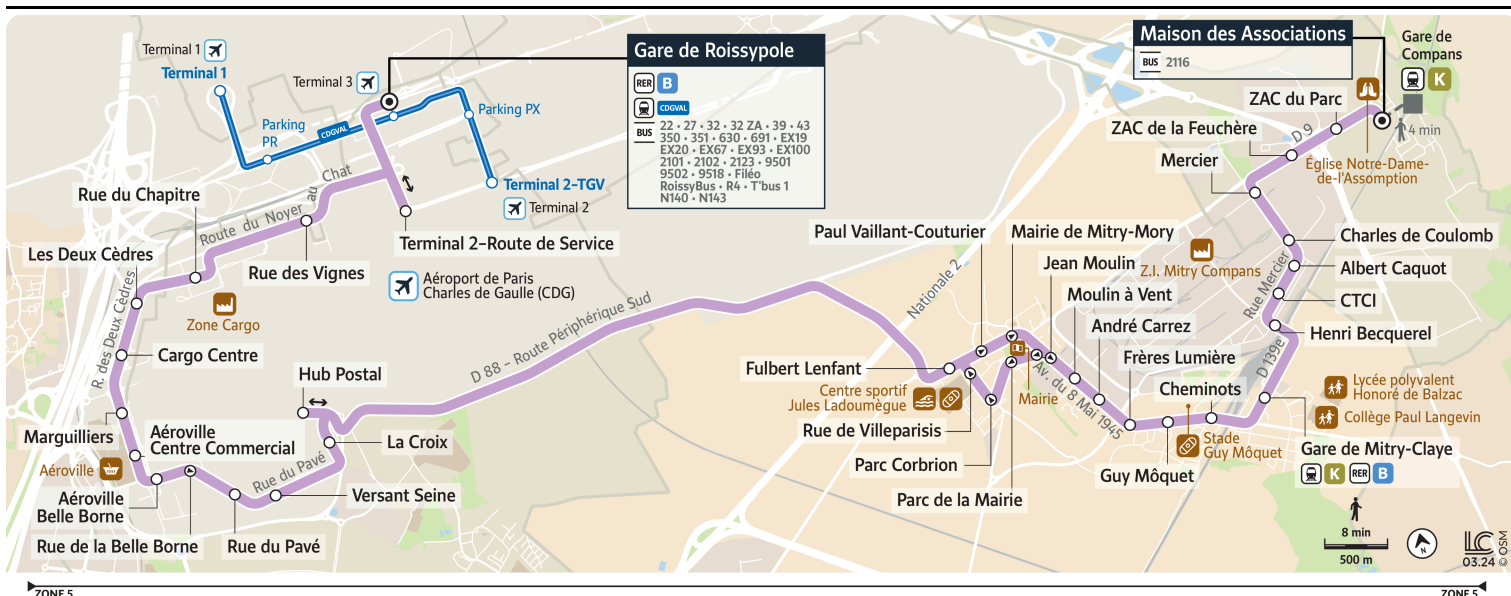 Terminal 1
Terminal 1
Terminal 3
Parking
PR
CDGVAL
Parking PX
Terminal 2-TGV
Terminal 2
Gare de Roissypole
RER B
CDGVAL
BUS
22 • 27 • 32 • 32 ZA • 39 • 43
350 • 351 • 630 • 691 • EX19
EX20 • EX67 • EX93 • EX100
2101 • 2102 • 2123 • 9501
9502 • 9518 • Filéo
RoissyBus • R4 • T'bus 1
N140 • N143
Maison des Associations
BUS 2116
Gare de
Compans
K
4 min
ZAC du Parc
D 9
ZAC de la Feuchère
Église Notre-Dame-
de-l'Assomption
Mercier
Rue du Chapitre
Route du Noyer au Chat
Terminal 2-Route de Service
Les Deux Cèdres
Rue des Vignes
Aéroport de Paris
Charles de Gaulle (CDG)
Zone Cargo
R. des Deux Cèdres
Cargo Centre
Hub Postal
D 88 – Route Périphérique Sud
Marguilliers
Aéroville
Centre Commercial
La Croix
Aéroville
Rue du Pavé
Versant Seine
Aéroville
Belle Borne
Rue de la Belle Borne
Rue du Pavé
Nationale 2
Paul Vaillant-Couturier
Mairie de Mitry-Mory
Jean Moulin
Moulin à Vent
André Carrez
Frères Lumière
Cheminots
Z.I. Mitry Compans
Charles de Coulomb
Albert Caquot
Rue Mercier
CTCI
Henri Becquerel
D 139e
Fulbert Lenfant
Centre sportif
Jules Ladoumègue
Mairie
Av. du 8 Mai 1945
Rue de Villeparisis
Parc Corbrion
Parc de la Mairie
Stade
Guy Môquet
Guy Môquet
Lycée polyvalent
Honoré de Balzac
Collège Paul Langevin
Gare de Mitry-Claye
K RER B
8 min
500 m
N
LC
03.24
© OSM
ZONE 5
ZONE 5